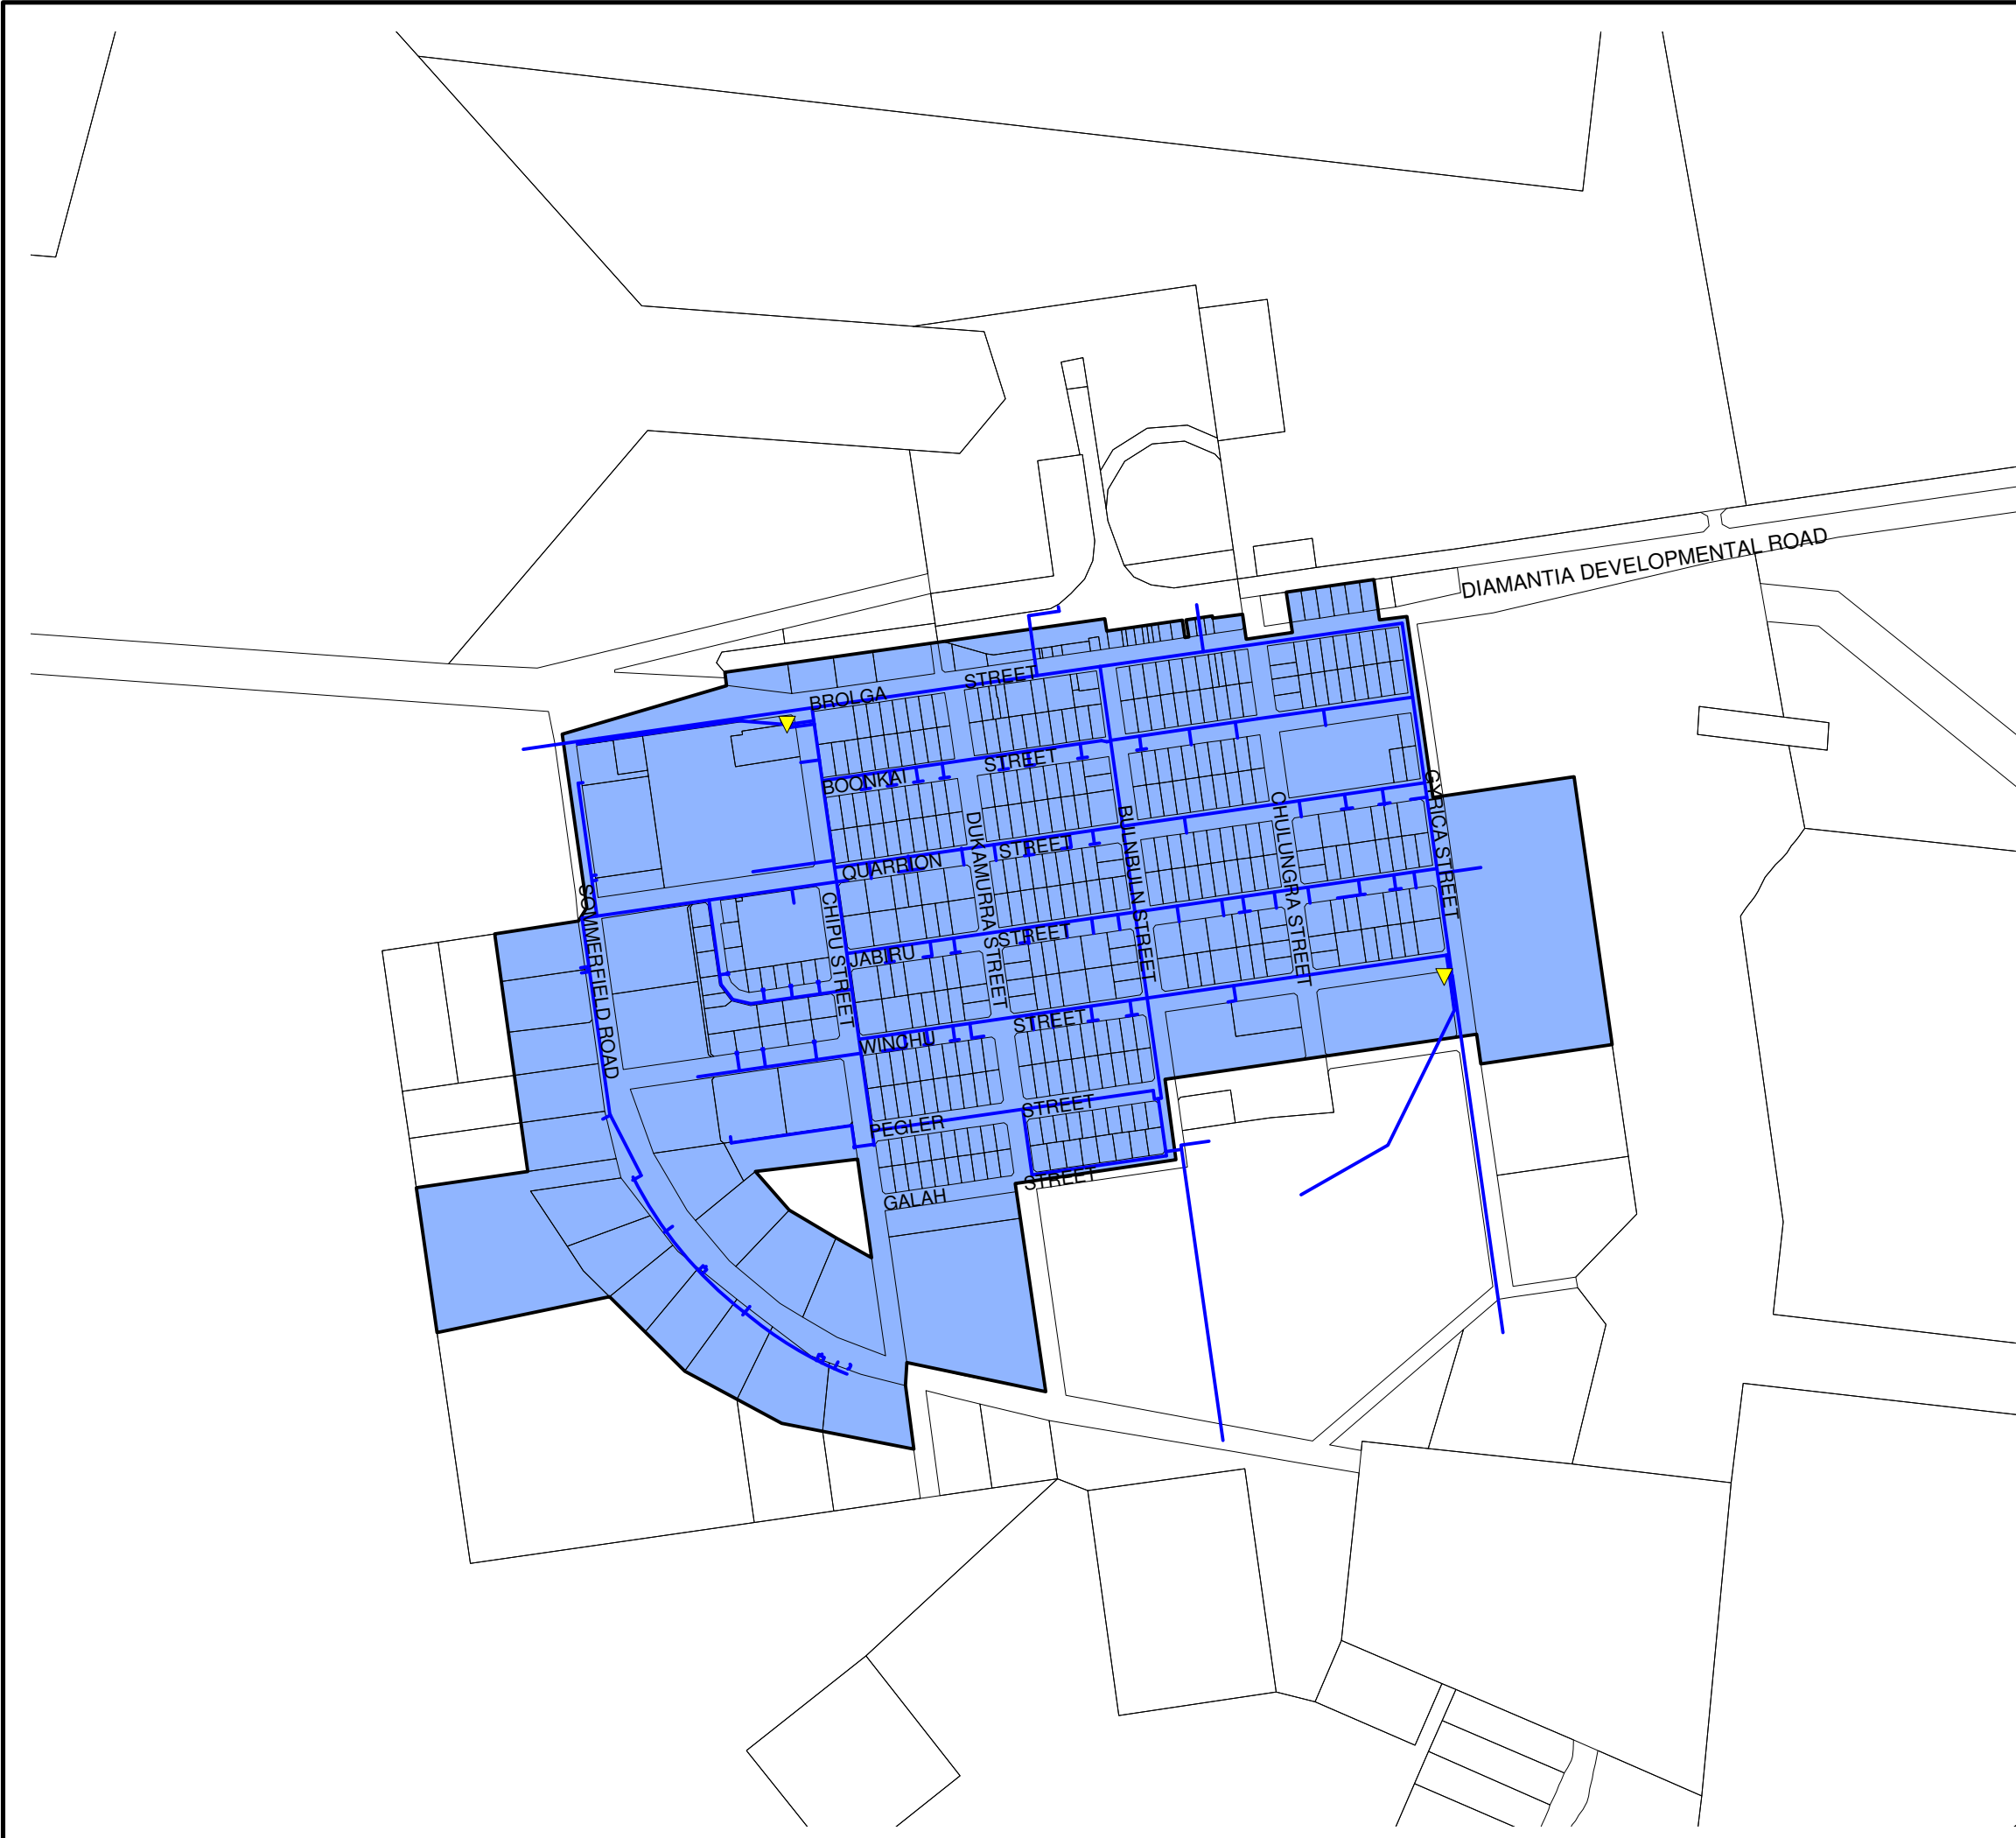 DIAMANTIA DEVELOPMENTAL ROAD
BROLGA STREET
BOONKAI STREET
QUARRION STREET
JABIRU STREET
WINCHU STREET
PEGLER STREET
GALAH STREET
SOMMERFIELD ROAD
CHIPU STREET
DUKAMURRA STREET
BULNBULN STREET
CHULUNGRA STREET
GYRICA STREET